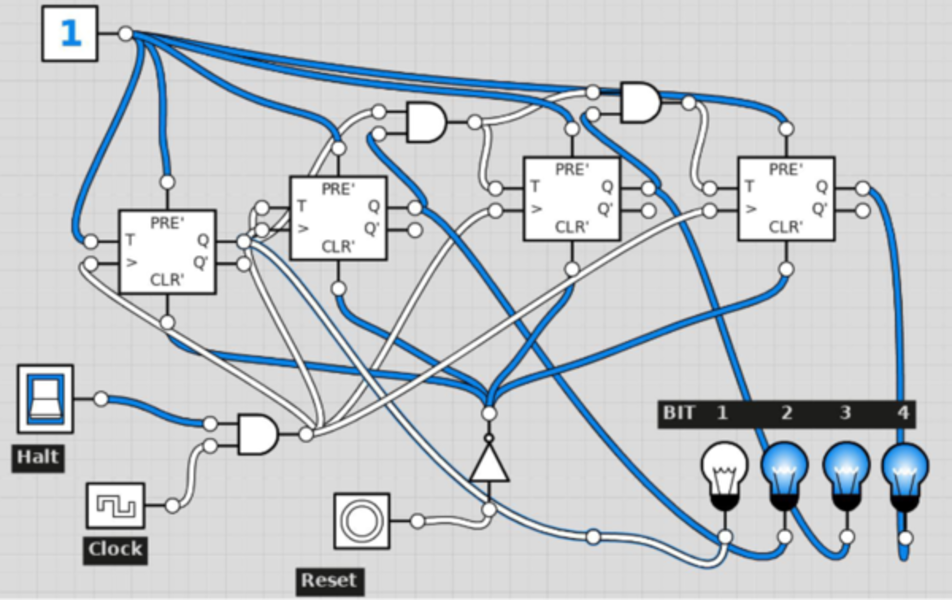 1
PRE'
T Q
> Q'
CLR'
PRE'
T Q
> Q'
CLR'
PRE'
T Q
> Q'
CLR'
PRE'
T Q
> Q'
CLR'
BIT 1 2 3 4
Halt
Clock
Reset